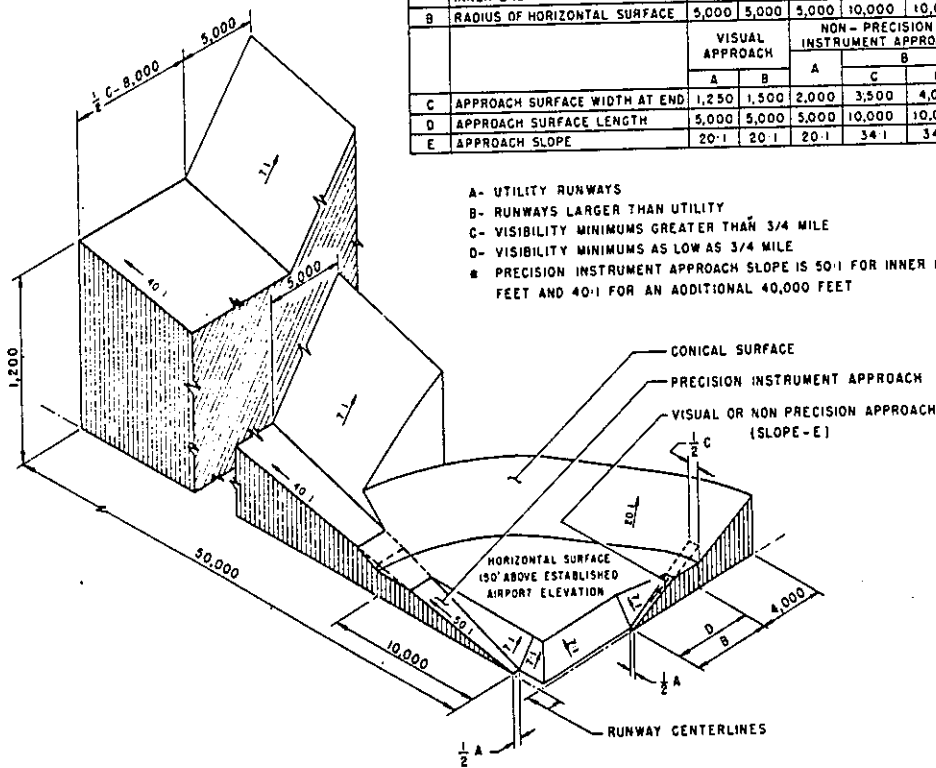 B RADIUS OF HORIZONTAL SURFACE 5,000 5,000 5,000 10,000
VISUAL APPROACH
NON-PRECISION
A B A B
C
C APPROACH SURFACE WIDTH AT END 1,250 1,500 2,000 3,500
D APPROACH SURFACE LENGTH 5,000 5,000 5,000 10,000
E APPROACH SLOPE 20:1 20:1 20:1 34:1
A- UTILITY RUNWAYS
B- RUNWAYS LARGER THAN UTILITY
C- VISIBILITY MINIMUMS GREATER THAN 3/4 MILE
D- VISIBILITY MINIMUMS AS LOW AS 3/4 MILE
* PRECISION INSTRUMENT APPROACH SLOPE IS 50:1 FOR INNER
FEET AND 40:1 FOR AN ADDITIONAL 40,000 FEET
5,000
1/2 C-8,000
7:1
40:1
5,000
1,200
7:1
40:1
CONICAL SURFACE
PRECISION INSTRUMENT APPROACH
VISUAL OR NON PRECISION APPROACH
(SLOPE-E)
1/2 C
20:1
HORIZONTAL SURFACE
150' ABOVE ESTABLISHED
AIRPORT ELEVATION
50,000
50:1
7:1
7:1
7:1
7:1
10,000
4,000
D
B
1/2 A
1/2 A
RUNWAY CENTERLINES